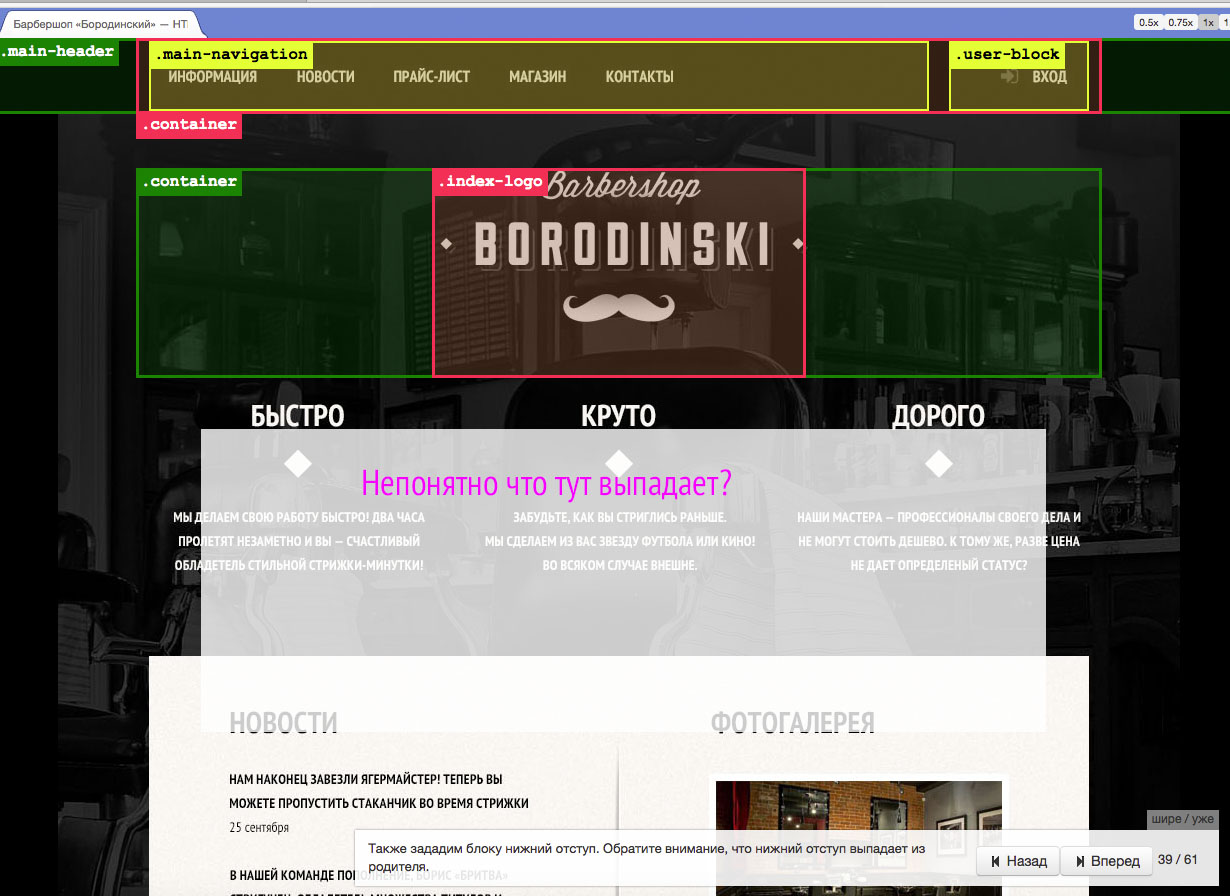 Барбершоп «Бородинский» — HT
0.5x 0.75x 1x 1
.main-header
.main-navigation
.user-block
ИНФОРМАЦИЯ НОВОСТИ ПРАЙС-ЛИСТ МАГАЗИН КОНТАКТЫ ВХОД
.container
.container
.index-logo
Barbershop
BORODINSKI
БЫСТРО КРУТО ДОРОГО
Непонятно что тут выпадает?
МЫ ДЕЛАЕМ СВОЮ РАБОТУ БЫСТРО! ДВА ЧАСА
ПРОЛЕТЯТ НЕЗАМЕТНО И ВЫ — СЧАСТЛИВЫЙ
ОБЛАДЕТЕЛЬ СТИЛЬНОЙ СТРИЖКИ-МИНУТКИ!
ЗАБУДЬТЕ, КАК ВЫ СТРИГЛИСЬ РАНЬШЕ.
МЫ СДЕЛАЕМ ИЗ ВАС ЗВЕЗДУ ФУТБОЛА ИЛИ КИНО!
ВО ВСЯКОМ СЛУЧАЕ ВНЕШНЕ.
НАШИ МАСТЕРА — ПРОФЕССИОНАЛЫ СВОЕГО ДЕЛА И
НЕ МОГУТ СТОИТЬ ДЕШЕВО. К ТОМУ ЖЕ, РАЗВЕ ЦЕНА
НЕ ДАЕТ ОПРЕДЕЛЕНЫЙ СТАТУС?
НОВОСТИ
НАМ НАКОНЕЦ ЗАВЕЗЛИ ЯГЕРМАЙСТЕР! ТЕПЕРЬ ВЫ
МОЖЕТЕ ПРОПУСТИТЬ СТАКАНЧИК ВО ВРЕМЯ СТРИЖКИ
25 сентября
В НАШЕЙ КОМАНДЕ ПОПОЛНЕНИЕ, БОРИС «БРИТВА»
ФОТОГАЛЕРЕЯ
шире / уже
Также зададим блоку нижний отступ. Обратите внимание, что нижний отступ выпадает из
родителя.
Назад Вперед 39 / 61